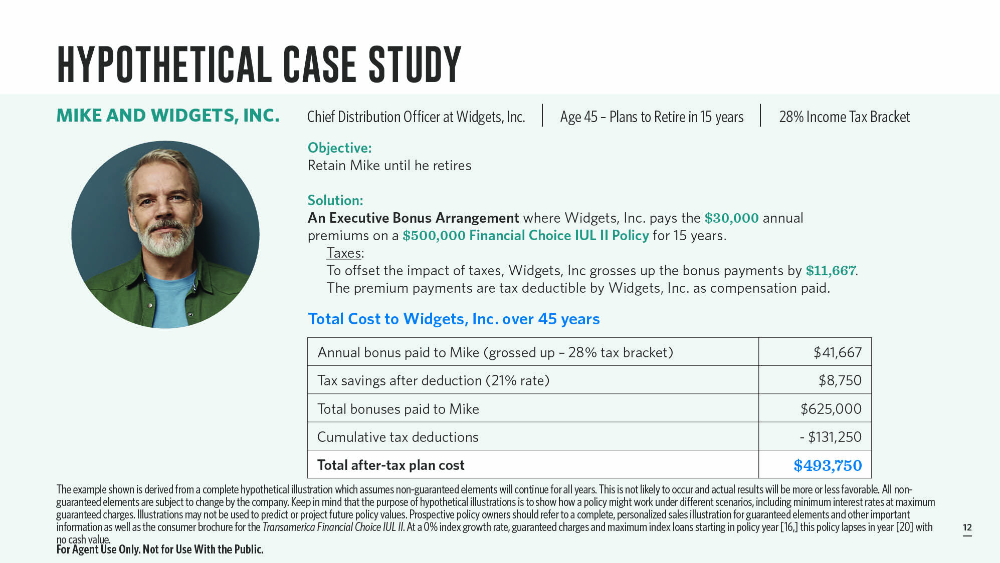 HYPOTHETICAL CASE STUDY
MIKE AND WIDGETS, INC.
Chief Distribution Officer at Widgets, Inc. | Age 45 – Plans to Retire in 15 years | 28% Income Tax Bracket
Objective:
Retain Mike until he retires
Solution:
An Executive Bonus Arrangement where Widgets, Inc. pays the $30,000 annual
premiums on a $500,000 Financial Choice IUL II Policy for 15 years.
Taxes:
To offset the impact of taxes, Widgets, Inc grosses up the bonus payments by $11,667.
The premium payments are tax deductible by Widgets, Inc. as compensation paid.
Total Cost to Widgets, Inc. over 45 years
Annual bonus paid to Mike (grossed up – 28% tax bracket) $41,667
Tax savings after deduction (21% rate) $8,750
Total bonuses paid to Mike $625,000
Cumulative tax deductions - $131,250
Total after-tax plan cost $493,750
The example shown is derived from a complete hypothetical illustration which assumes non-guaranteed elements will continue for all years. This is not likely to occur and actual results will be more or less favorable. All non-
guaranteed elements are subject to change by the company. Keep in mind that the purpose of hypothetical illustrations is to show how a policy might work under different scenarios, including minimum interest rates at maximum
guaranteed charges. Illustrations may not be used to predict or project future policy values. Prospective policy owners should refer to a complete, personalized sales illustration for guaranteed elements and other important
information as well as the consumer brochure for the Transamerica Financial Choice IUL II. At a 0% index growth rate, guaranteed charges and maximum index loans starting in policy year [16,] this policy lapses in year [20] with
no cash value.
For Agent Use Only. Not for Use With the Public.
12